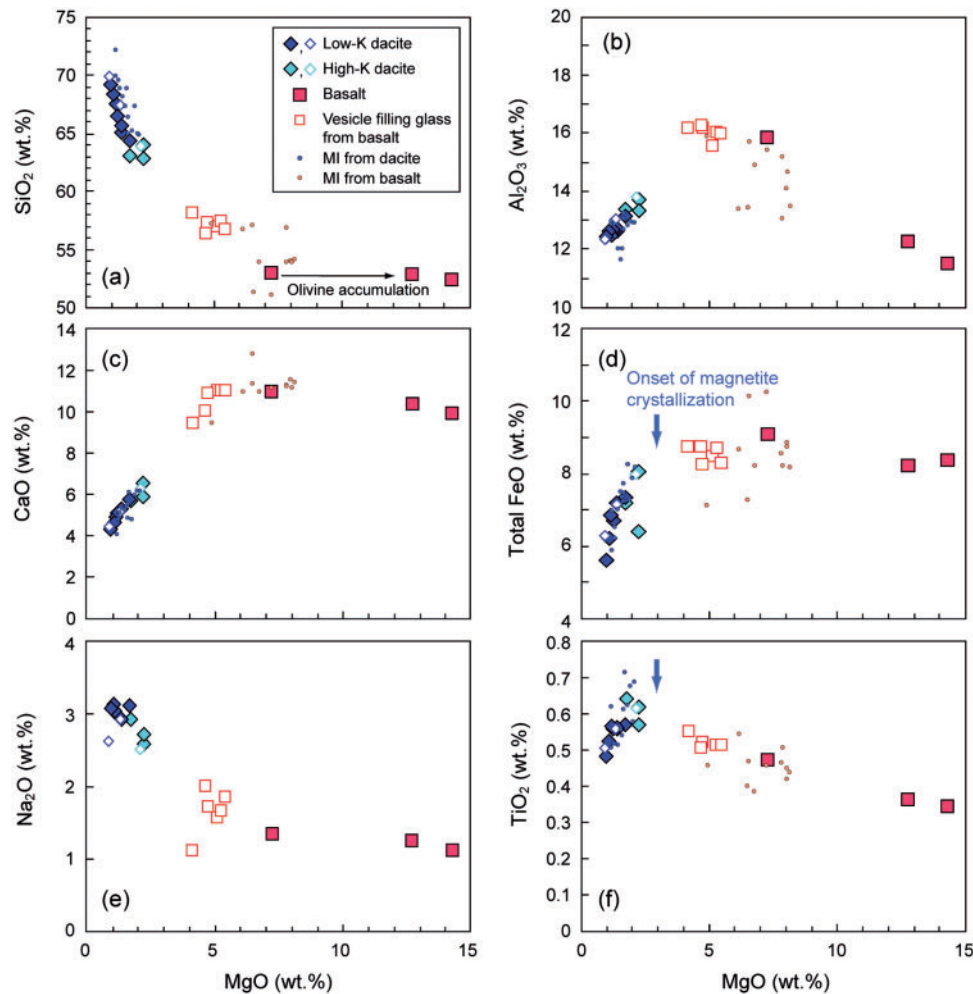 75
70
65
60
55
50
SiO2 (wt.%)
(a)
Low-K dacite
High-K dacite
Basalt
Vesicle filling glass
from basalt
MI from dacite
MI from basalt
Olivine accumulation
20
18
16
14
12
10
Al2O3 (wt.%)
(b)
14
12
10
8
6
4
2
0
CaO (wt.%)
(c)
12
10
8
6
4
Total FeO (wt.%)
(d)
Onset of magnetite
crystallization
4
3
2
1
0
Na2O (wt.%)
(e)
0
5
10
15
MgO (wt.%)
0.8
0.7
0.6
0.5
0.4
0.3
0.2
0.1
0
TiO2 (wt.%)
(f)
0
5
10
15
MgO (wt.%)